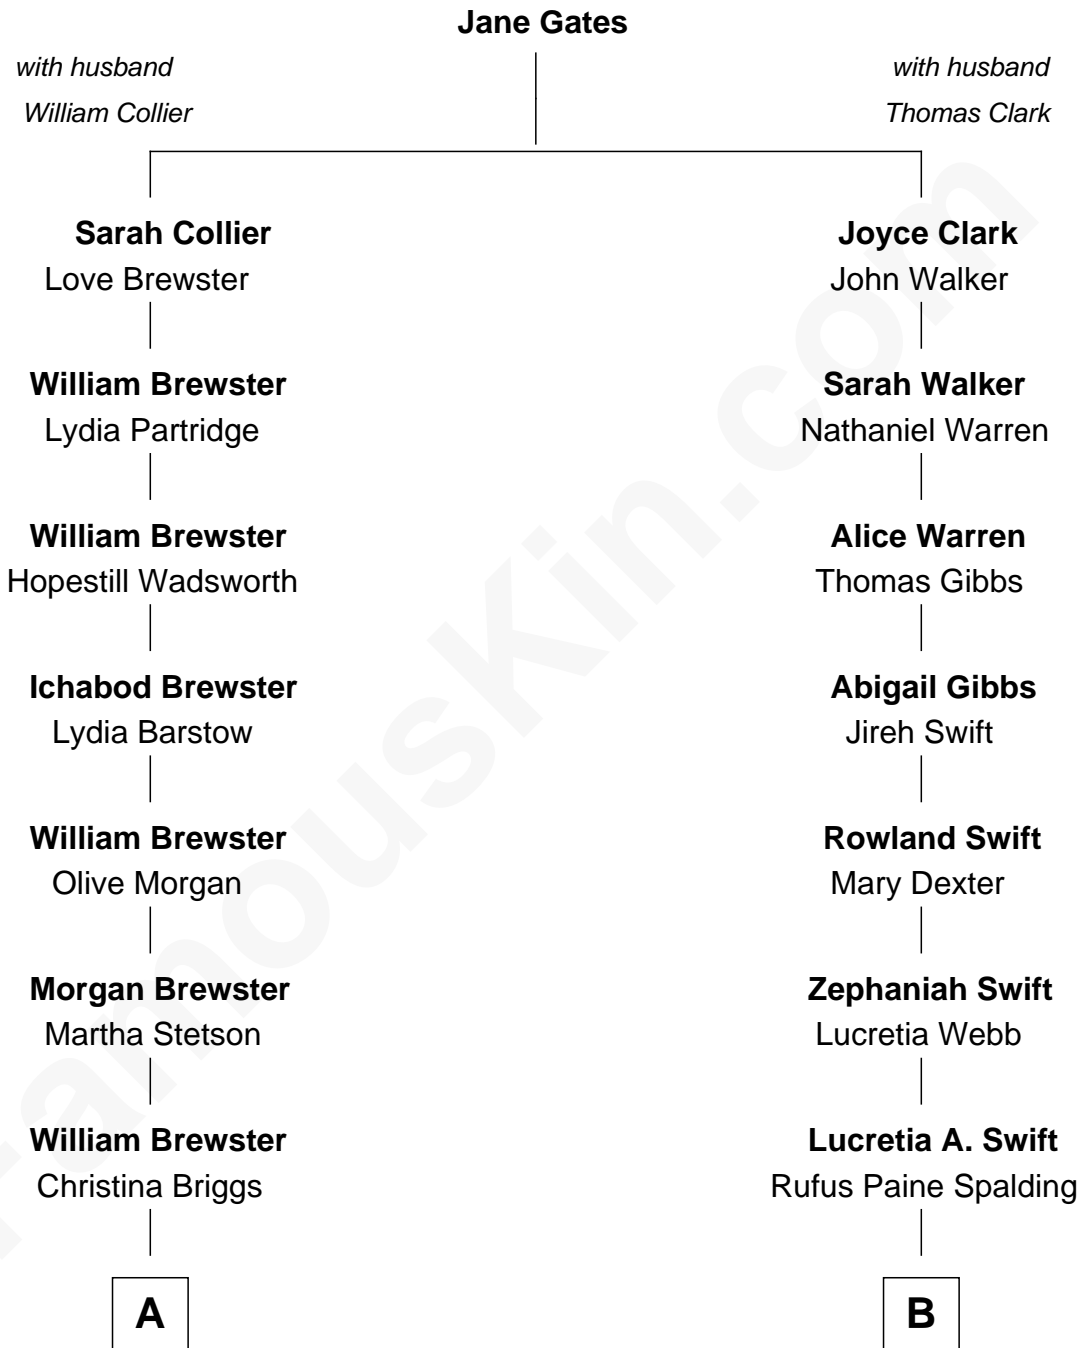 Jane Gates
with husband
William Collier
with husband
Thomas Clark
Sarah Collier
Love Brewster
Joyce Clark
John Walker
William Brewster
Lydia Partridge
Sarah Walker
Nathaniel Warren
William Brewster
Hopestill Wadsworth
Alice Warren
Thomas Gibbs
Ichabod Brewster
Lydia Barstow
Abigail Gibbs
Jireh Swift
William Brewster
Olive Morgan
Rowland Swift
Mary Dexter
Morgan Brewster
Martha Stetson
Zephaniah Swift
Lucretia Webb
William Brewster
Christina Briggs
Lucretia A. Swift
Rufus Paine Spalding
A
B
FamousKin.com